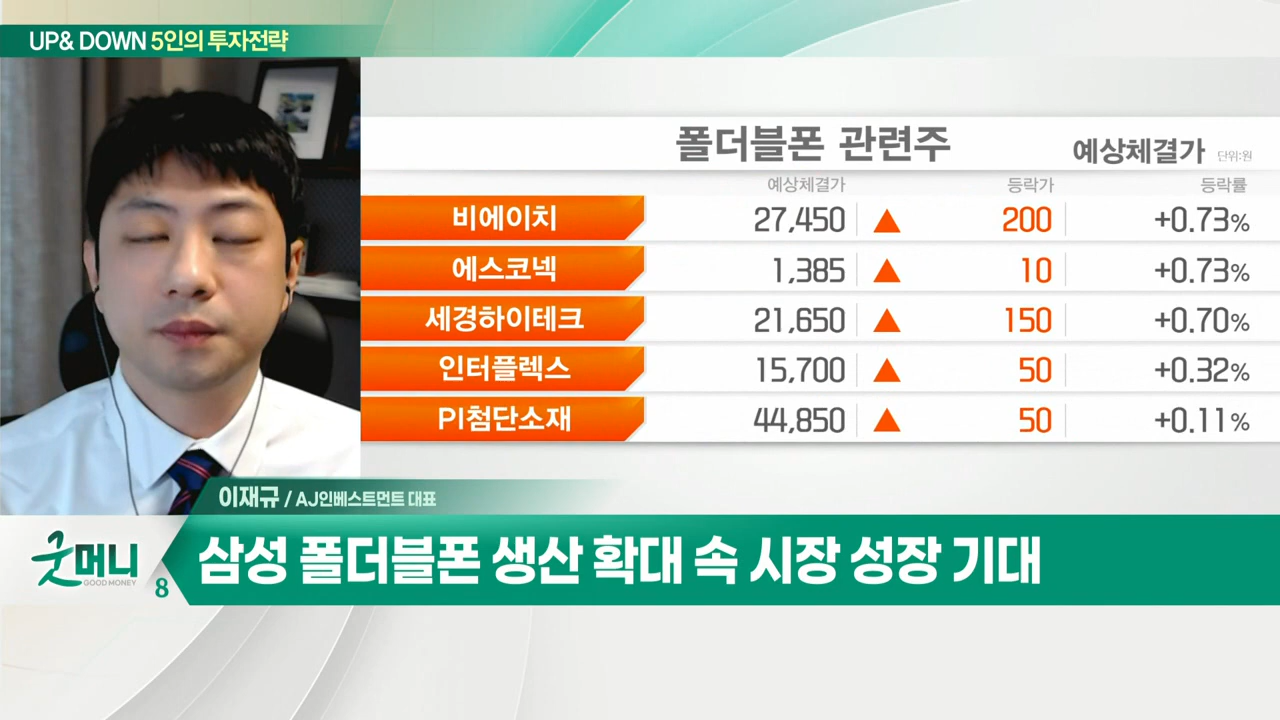 UP& DOWN 5인의 투자전략
폴더블폰 관련주 예상체결가 단위:원
예상체결가 등락가 등락률
비에이치 27,450 ▲ 200 +0.73%
에스코넥 1,385 ▲ 10 +0.73%
세경하이테크 21,650 ▲ 150 +0.70%
인터플렉스 15,700 ▲ 50 +0.32%
PI첨단소재 44,850 ▲ 50 +0.11%
이재규 / AJ인베스트먼트 대표
굿머니
GOOD MONEY
8
삼성 폴더블폰 생산 확대 속 시장 성장 기대